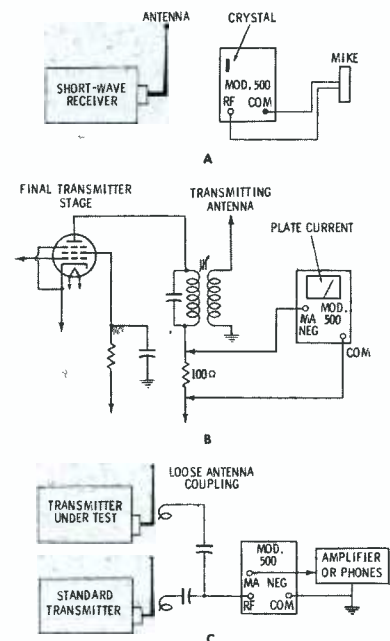 ANTENNA
SHORT-WAVE
RECEIVER
CRYSTAL
MOD. 500
RF COM
MIKE
A
FINAL TRANSMITTER
STAGE
TRANSMITTING
ANTENNA
PLATE CURRENT
MA MOD.
NEG 500
COM
100Ω
B
LOOSE ANTENNA
COUPLING
TRANSMITTER
UNDER TEST
STANDARD
TRANSMITTER
MOD.
500
MA NEG
RF COM
AMPLIFIER
OR PHONES
C